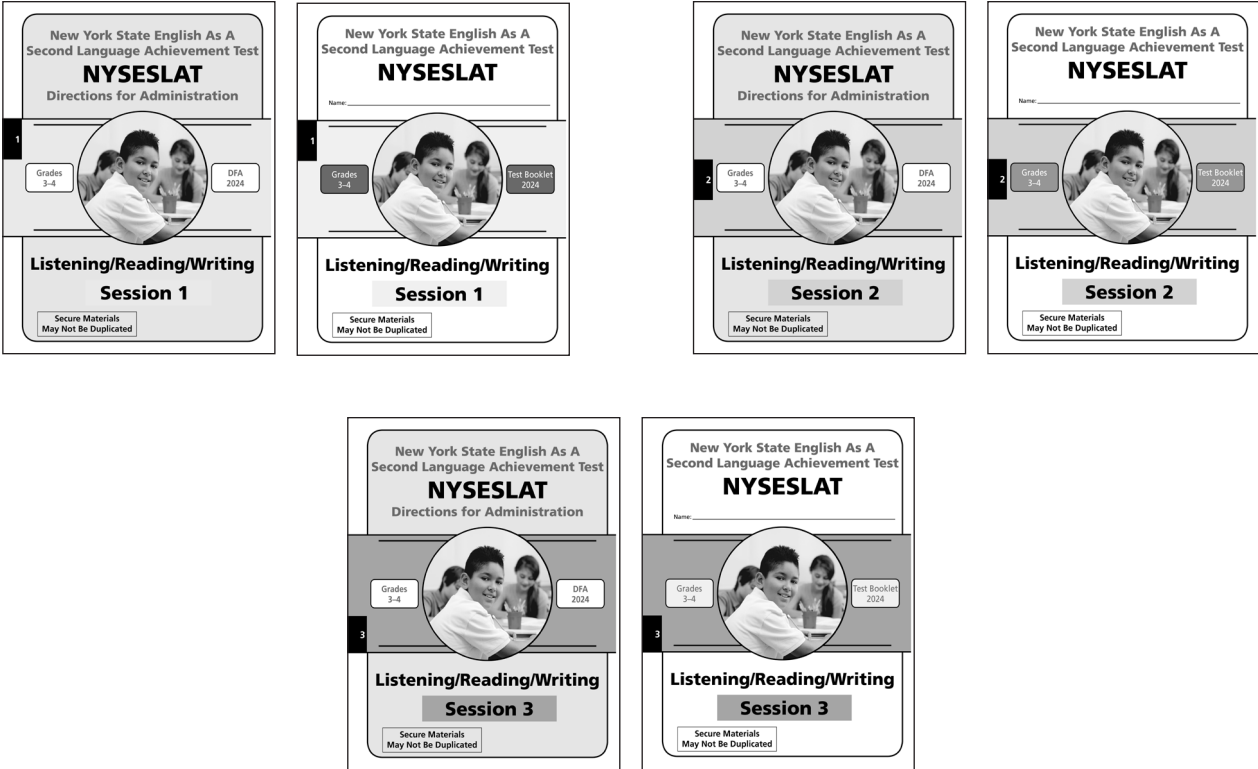 New York State English As A
Second Language Achievement Test
NYSESLAT
Directions for Administration
1
Grades
3–4
DFA
2024
Listening/Reading/Writing
Session 1
Secure Materials
May Not Be Duplicated
New York State English As A
Second Language Achievement Test
NYSESLAT
Name:
1
Grades
3–4
Test Booklet
2024
Listening/Reading/Writing
Session 1
Secure Materials
May Not Be Duplicated
New York State English As A
Second Language Achievement Test
NYSESLAT
Directions for Administration
2
Grades
3–4
DFA
2024
Listening/Reading/Writing
Session 2
Secure Materials
May Not Be Duplicated
New York State English As A
Second Language Achievement Test
NYSESLAT
Name:
2
Grades
3–4
Test Booklet
2024
Listening/Reading/Writing
Session 2
Secure Materials
May Not Be Duplicated
New York State English As A
Second Language Achievement Test
NYSESLAT
Directions for Administration
Grades
3–4
DFA
2024
3
Listening/Reading/Writing
Session 3
Secure Materials
May Not Be Duplicated
New York State English As A
Second Language Achievement Test
NYSESLAT
Name:
Grades
3–4
Test Booklet
2024
3
Listening/Reading/Writing
Session 3
Secure Materials
May Not Be Duplicated